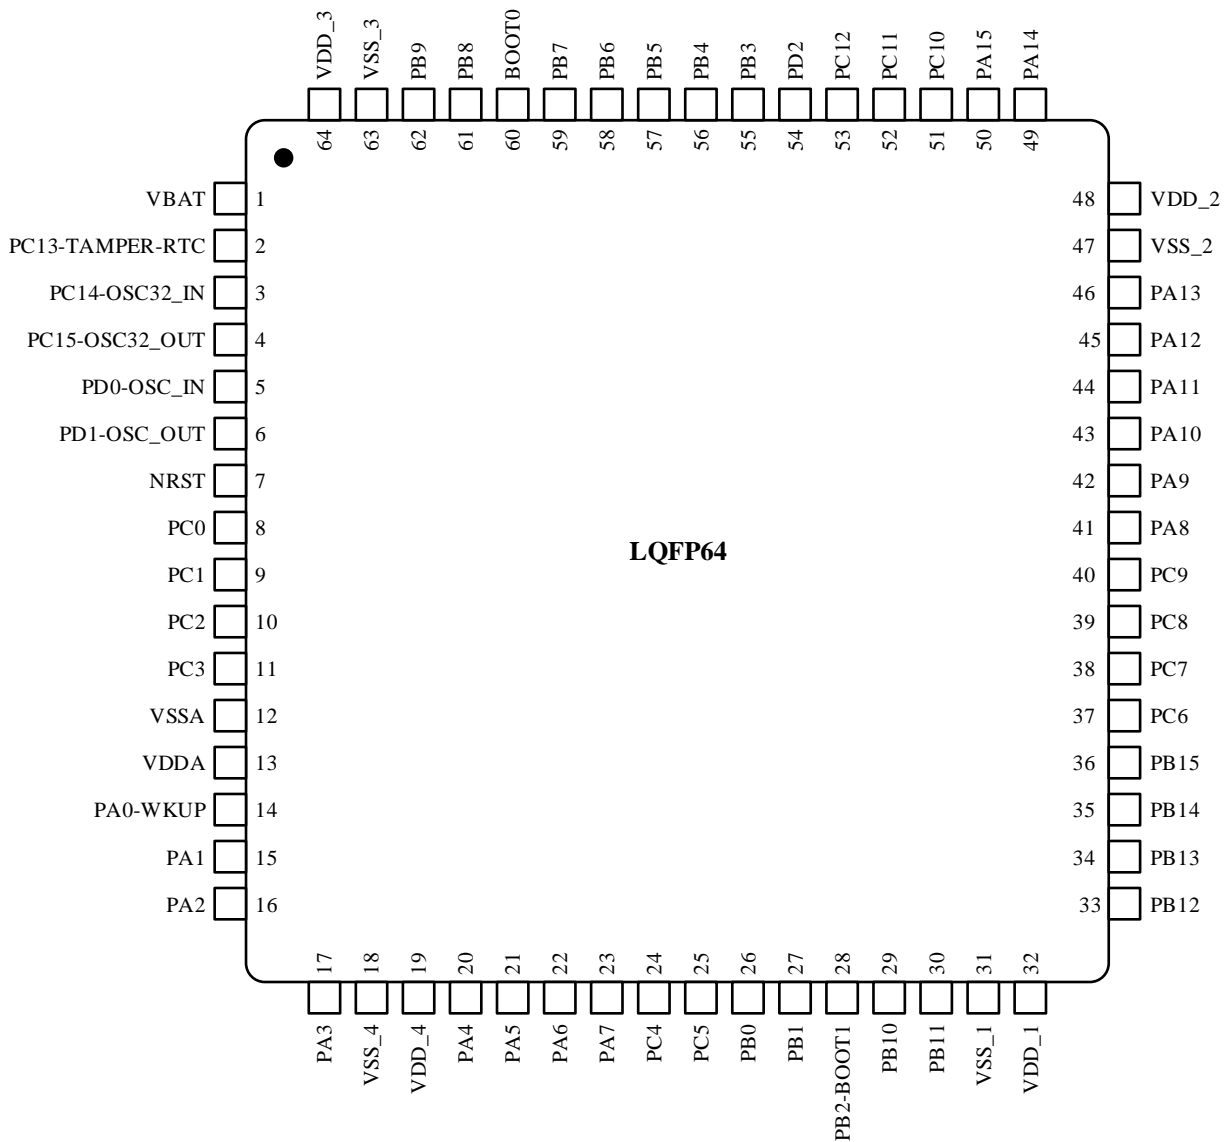 VDD_3
VSS_3
PB9
PB8
BOOT0
PB7
PB6
PB5
PB4
PB3
PD2
PC12
PC11
PC10
PA15
PA14
64
63
62
61
60
59
58
57
56
55
54
53
52
51
50
49
VBAT 1
PC13-TAMPER-RTC 2
PC14-OSC32_IN 3
PC15-OSC32_OUT 4
PD0-OSC_IN 5
PD1-OSC_OUT 6
NRST 7
PC0 8
PC1 9
PC2 10
PC3 11
VSSA 12
VDDA 13
PA0-WKUP 14
PA1 15
PA2 16
LQFP64
48 VDD_2
47 VSS_2
46 PA13
45 PA12
44 PA11
43 PA10
42 PA9
41 PA8
40 PC9
39 PC8
38 PC7
37 PC6
36 PB15
35 PB14
34 PB13
33 PB12
17
18
19
20
21
22
23
24
25
26
27
28
29
30
31
32
PA3
VSS_4
VDD_4
PA4
PA5
PA6
PA7
PC4
PC5
PB0
PB1
PB2-BOOT1
PB10
PB11
VSS_1
VDD_1